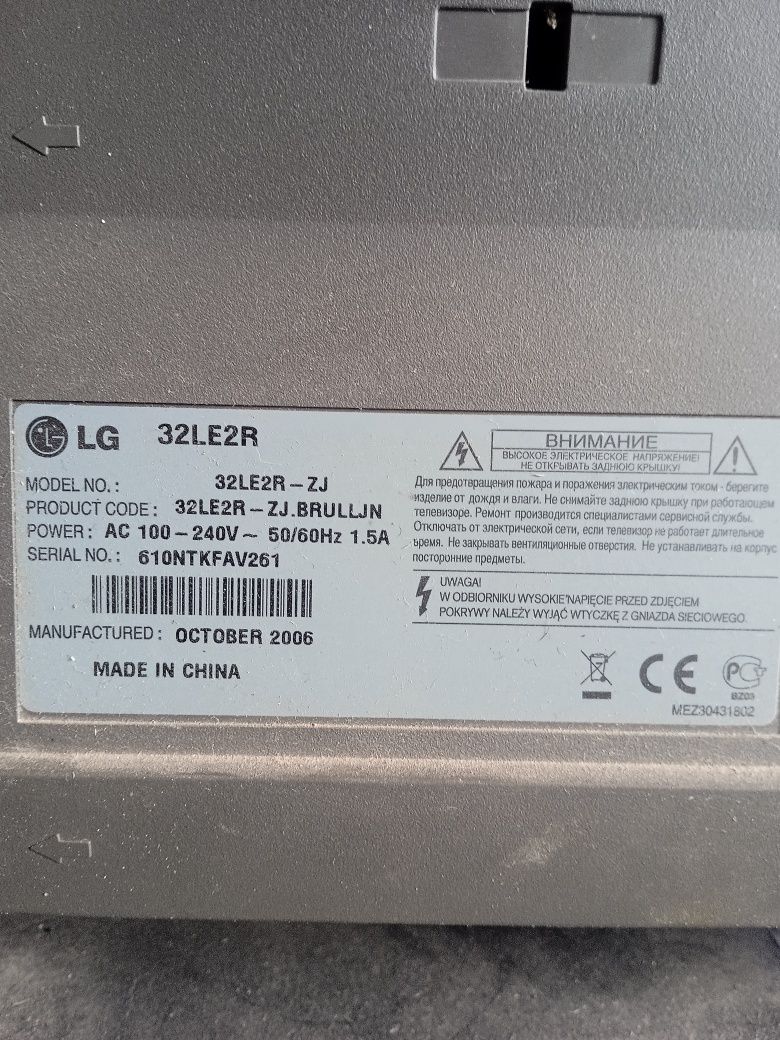 LG 32LE2R
MODEL NO. : 32LE2R-ZJ
PRODUCT CODE : 32LE2R-ZJ.BRULLJN
POWER : AC 100-240V~ 50/60Hz 1.5A
SERIAL NO. : 610NTKFAV261
MANUFACTURED : OCTOBER 2006
MADE IN CHINA
ВНИМАНИЕ
ВЫСОКОЕ ЭЛЕКТРИЧЕСКОЕ НАПРЯЖЕНИЕ!
НЕ ОТКРЫВАТЬ ЗАДНЮЮ КРЫШКУ!
Для предотвращения пожара и поражения электрическим током - берегите
изделие от дождя и влаги. Не снимайте заднюю крышку при работающем
телевизоре. Ремонт производится специалистами сервисной службы.
Отключать от электрической сети, если телевизор не работает длительное
время. Не закрывать вентиляционные отверстия. Не устанавливать на корпус
посторонние предметы.
UWAGA!
W ODBIORNIKU WYSOKIE NAPIĘCIE PRZED ZDJĘCIEM
POKRYWY NALEŻY WYJĄĆ WTYCZKĘ Z GNIAZDA SIECIOWEGO.
CE
BZ03
MEZ30431802